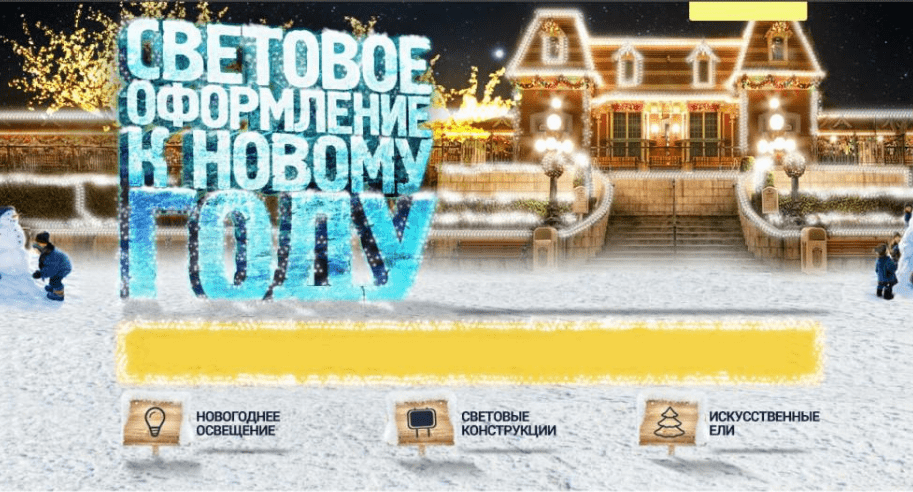 СВЕТОВОЕ
ОФОРМЛЕНИЕ
К НОВОМУ
ГОДУ
НОВОГОДНЕЕ
ОСВЕЩЕНИЕ
СВЕТОВЫЕ
КОНСТРУКЦИИ
ИСКУССТВЕННЫЕ
ЕЛИ